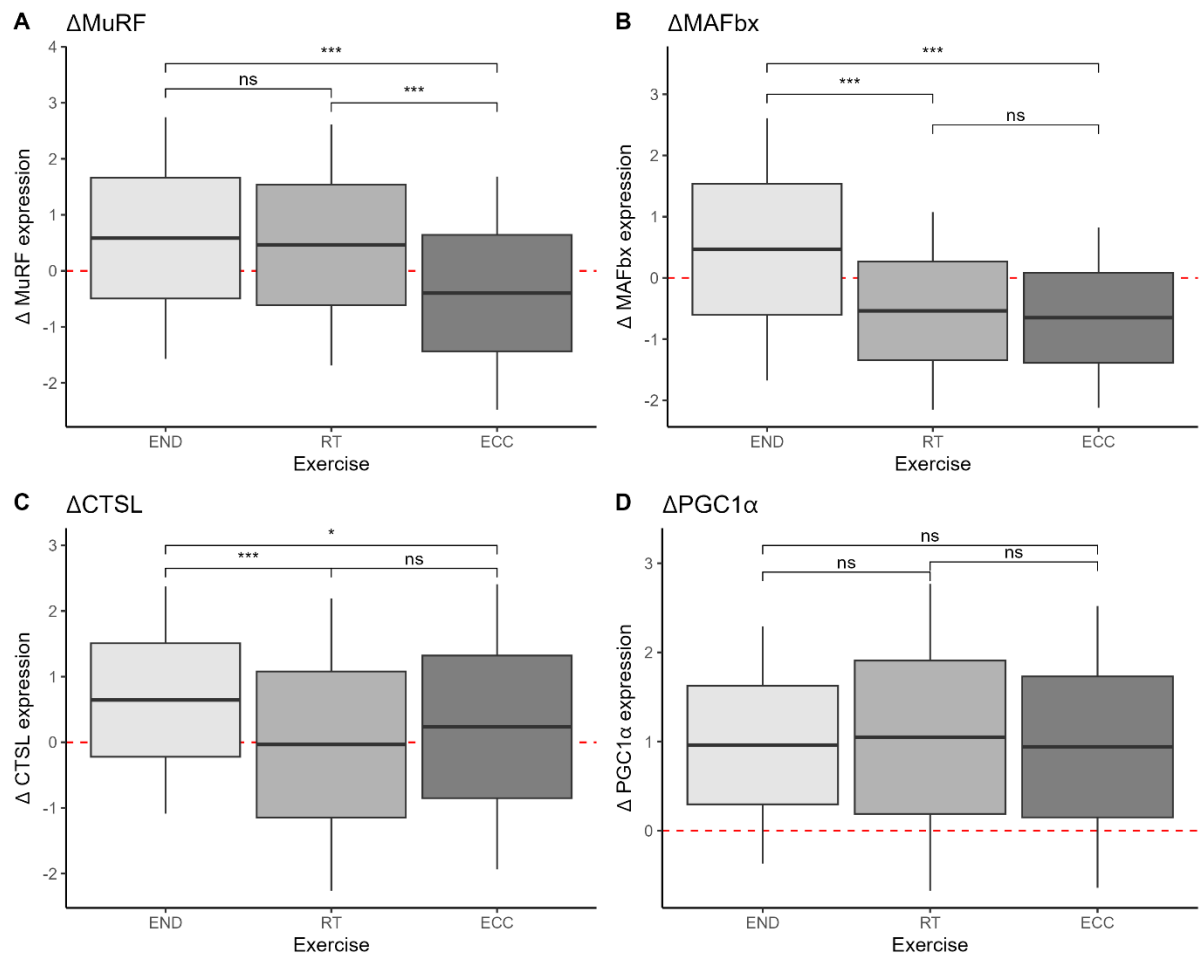 A ΔMuRF
4
3
2
1
0
-1
-2
Δ MuRF expression
***
ns
***
END RT ECC
Exercise
B ΔMAFbx
3
2
1
0
-1
-2
Δ MAFbx expression
***
***
ns
END RT ECC
Exercise
C ΔCTSL
3
2
1
0
-1
-2
Δ CTSL expression
*
***
ns
END RT ECC
Exercise
D ΔPGC1α
3
2
1
0
Δ PGC1α expression
ns
ns
ns
END RT ECC
Exercise